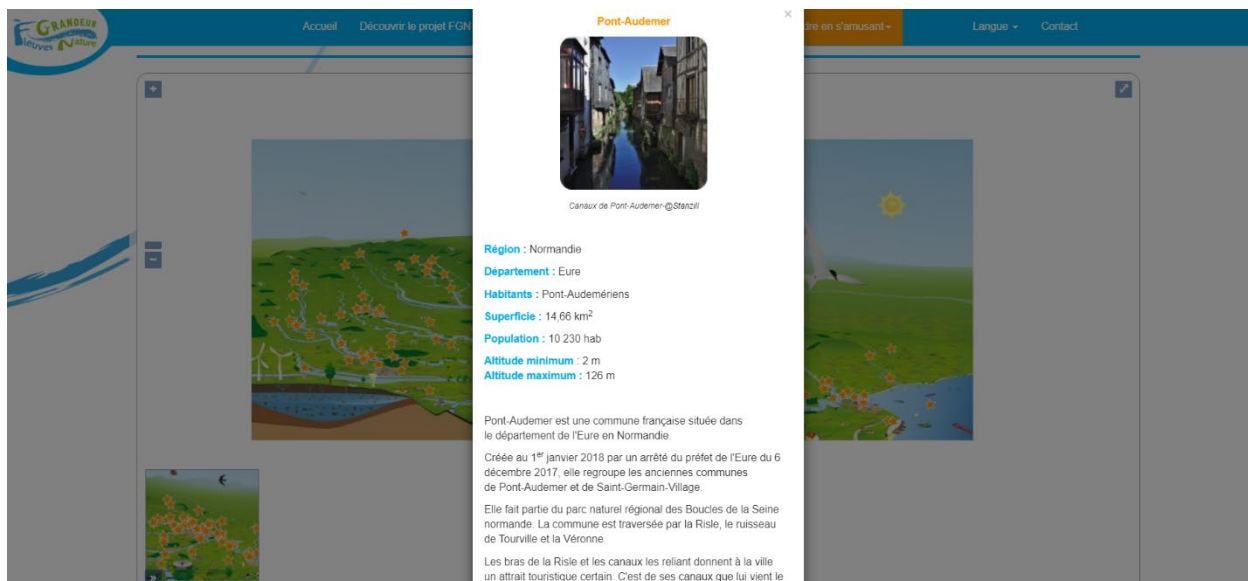 GRANDEUR
Fleuves Nature
Accueil
Découvrir le projet FGN
dre en s'amusant
Langue
Contact
×
Pont-Audemer
Canaux de Pont-Audemer-@Stanzill
Région : Normandie
Département : Eure
Habitants : Pont-Audemériens
Superficie : 14,66 km²
Population : 10 230 hab
Altitude minimum : 2 m
Altitude maximum : 126 m
Pont-Audemer est une commune française située dans
le département de l'Eure en Normandie.
Créée au 1er janvier 2018 par un arrêté du préfet de l'Eure du 6
décembre 2017, elle regroupe les anciennes communes
de Pont-Audemer et de Saint-Germain-Village.
Elle fait partie du parc naturel régional des Boucles de la Seine
normande. La commune est traversée par la Risle, le ruisseau
de Tourville et la Véronne.
Les bras de la Risle et les canaux les reliant donnent à la ville
un attrait touristique certain. C'est de ses canaux que lui vient le